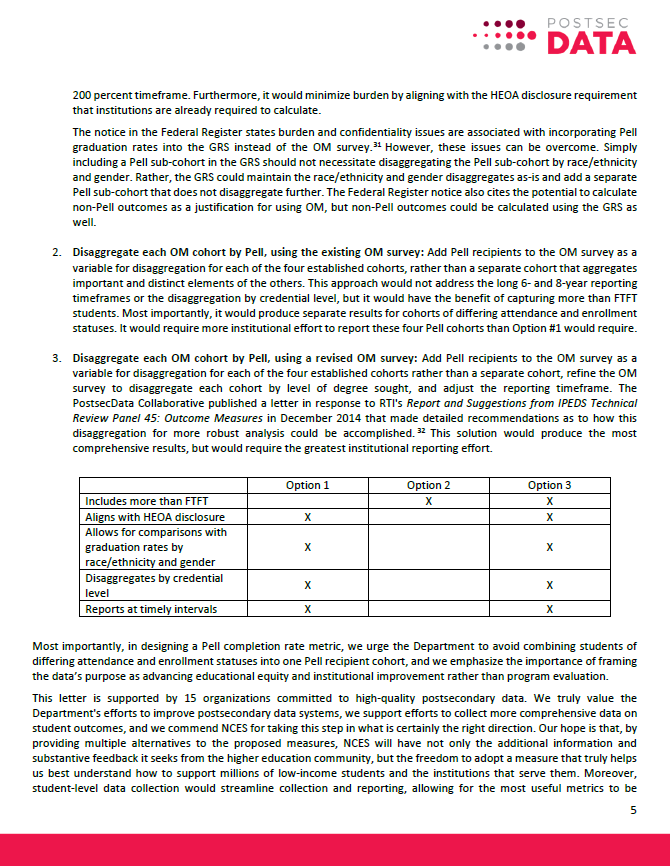 POSTSEC
DATA
200 percent timeframe. Furthermore, it would minimize burden by aligning with the HEOA disclosure requirement
that institutions are already required to calculate.
The notice in the Federal Register states burden and confidentiality issues are associated with incorporating Pell
graduation rates into the GRS instead of the OM survey.³¹ However, these issues can be overcome. Simply
including a Pell sub-cohort in the GRS should not necessitate disaggregating the Pell sub-cohort by race/ethnicity
and gender. Rather, the GRS could maintain the race/ethnicity and gender disaggregates as-is and add a separate
Pell sub-cohort that does not disaggregate further. The Federal Register notice also cites the potential to calculate
non-Pell outcomes as a justification for using OM, but non-Pell outcomes could be calculated using the GRS as
well.
2. Disaggregate each OM cohort by Pell, using the existing OM survey: Add Pell recipients to the OM survey as a
variable for disaggregation for each of the four established cohorts, rather than a separate cohort that aggregates
important and distinct elements of the others. This approach would not address the long 6- and 8-year reporting
timeframes or the disaggregation by credential level, but it would have the benefit of capturing more than FTFT
students. Most importantly, it would produce separate results for cohorts of differing attendance and enrollment
statuses. It would require more institutional effort to report these four Pell cohorts than Option #1 would require.
3. Disaggregate each OM cohort by Pell, using a revised OM survey: Add Pell recipients to the OM survey as a
variable for disaggregation for each of the four established cohorts rather than a separate cohort, refine the OM
survey to disaggregate each cohort by level of degree sought, and adjust the reporting timeframe. The
PostsecData Collaborative published a letter in response to RTI's Report and Suggestions from IPEDS Technical
Review Panel 45: Outcome Measures in December 2014 that made detailed recommendations as to how this
disaggregation for more robust analysis could be accomplished. ³² This solution would produce the most
comprehensive results, but would require the greatest institutional reporting effort.
Option 1 Option 2 Option 3
Includes more than FTFT X X
Aligns with HEOA disclosure X X
Allows for comparisons with
graduation rates by X X
race/ethnicity and gender
Disaggregates by credential
level X X
Reports at timely intervals X X
Most importantly, in designing a Pell completion rate metric, we urge the Department to avoid combining students of
differing attendance and enrollment statuses into one Pell recipient cohort, and we emphasize the importance of framing
the data's purpose as advancing educational equity and institutional improvement rather than program evaluation.
This letter is supported by 15 organizations committed to high-quality postsecondary data. We truly value the
Department's efforts to improve postsecondary data systems, we support efforts to collect more comprehensive data on
student outcomes, and we commend NCES for taking this step in what is certainly the right direction. Our hope is that, by
providing multiple alternatives to the proposed measures, NCES will have not only the additional information and
substantive feedback it seeks from the higher education community, but the freedom to adopt a measure that truly helps
us best understand how to support millions of low-income students and the institutions that serve them. Moreover,
student-level data collection would streamline collection and reporting, allowing for the most useful metrics to be
5